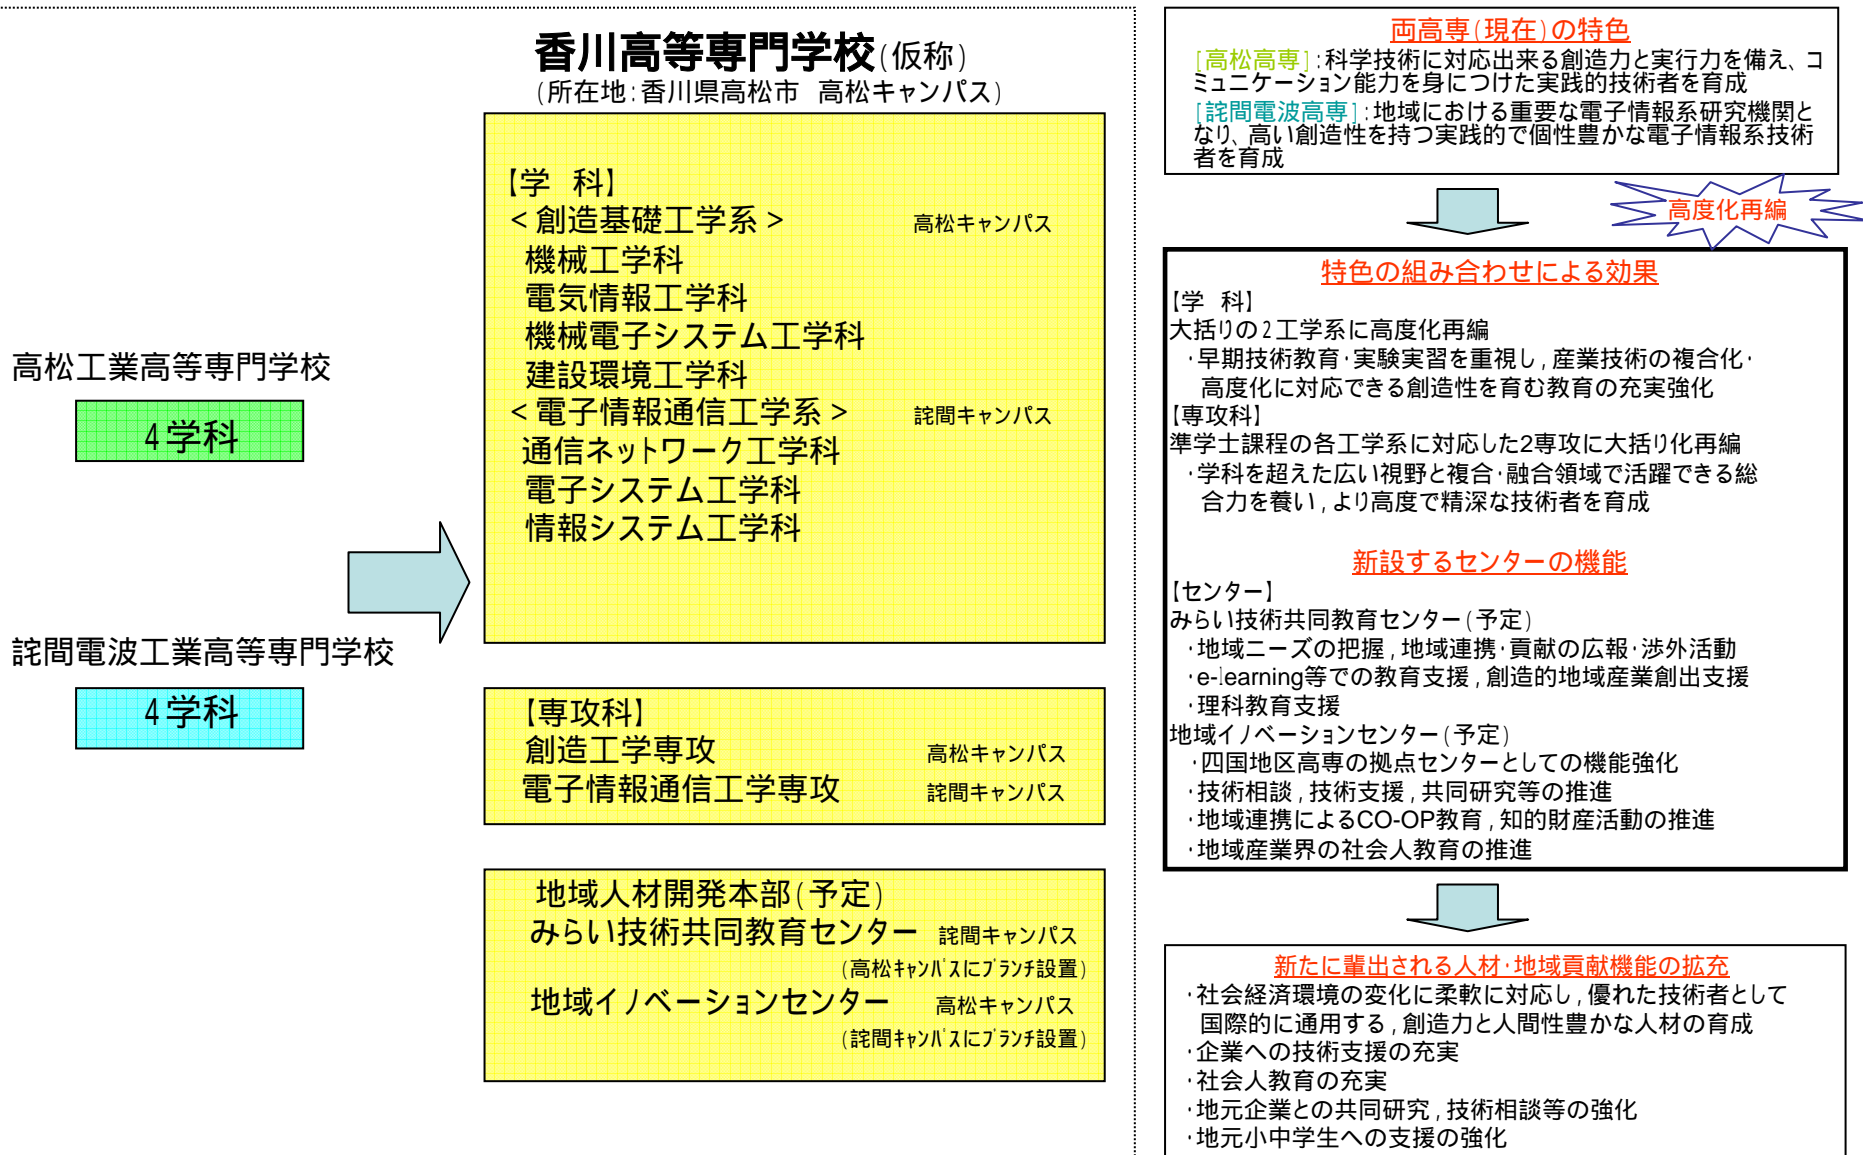 香川高等専門学校(仮称)
(所在地:香川県高松市 高松キャンパス)
高松工業高等専門学校
4学科
詫間電波工業高等専門学校
4学科
【学 科】
<創造基礎工学系> 高松キャンパス
機械工学科
電気情報工学科
機械電子システム工学科
建設環境工学科
<電子情報通信工学系> 詫間キャンパス
通信ネットワーク工学科
電子システム工学科
情報システム工学科
【専攻科】
創造工学専攻 高松キャンパス
電子情報通信工学専攻 詫間キャンパス
地域人材開発本部(予定)
みらい技術共同教育センター 詫間キャンパス
(高松ｷｬﾝﾊﾟｽにﾌﾞﾗﾝﾁ設置)
地域イノベーションセンター 高松キャンパス
(詫間ｷｬﾝﾊﾟｽにﾌﾞﾗﾝﾁ設置)
両高専(現在)の特色
[高松高専]:科学技術に対応出来る創造力と実行力を備え、コ
ミュニケーション能力を身につけた実践的技術者を育成
[詫間電波高専]:地域における重要な電子情報系研究機関と
なり、高い創造性を持つ実践的で個性豊かな電子情報系技術
者を育成
高度化再編
特色の組み合わせによる効果
【学 科】
大括りの2工学系に高度化再編
・早期技術教育・実験実習を重視し,産業技術の複合化・
高度化に対応できる創造性を育む教育の充実強化
【専攻科】
準学士課程の各工学系に対応した2専攻に大括り化再編
・学科を超えた広い視野と複合・融合領域で活躍できる総
合力を養い,より高度で精深な技術者を育成
新設するセンターの機能
【センター】
みらい技術共同教育センター(予定)
・地域ニーズの把握,地域連携・貢献の広報・渉外活動
・e-learning等での教育支援,創造的地域産業創出支援
・理科教育支援
地域イノベーションセンター(予定)
・四国地区高専の拠点センターとしての機能強化
・技術相談,技術支援,共同研究等の推進
・地域連携によるCO-OP教育,知的財産活動の推進
・地域産業界の社会人教育の推進
新たに輩出される人材・地域貢献機能の拡充
・社会経済環境の変化に柔軟に対応し,優れた技術者として
国際的に通用する,創造力と人間性豊かな人材の育成
・企業への技術支援の充実
・社会人教育の充実
・地元企業との共同研究,技術相談等の強化
・地元小中学生への支援の強化